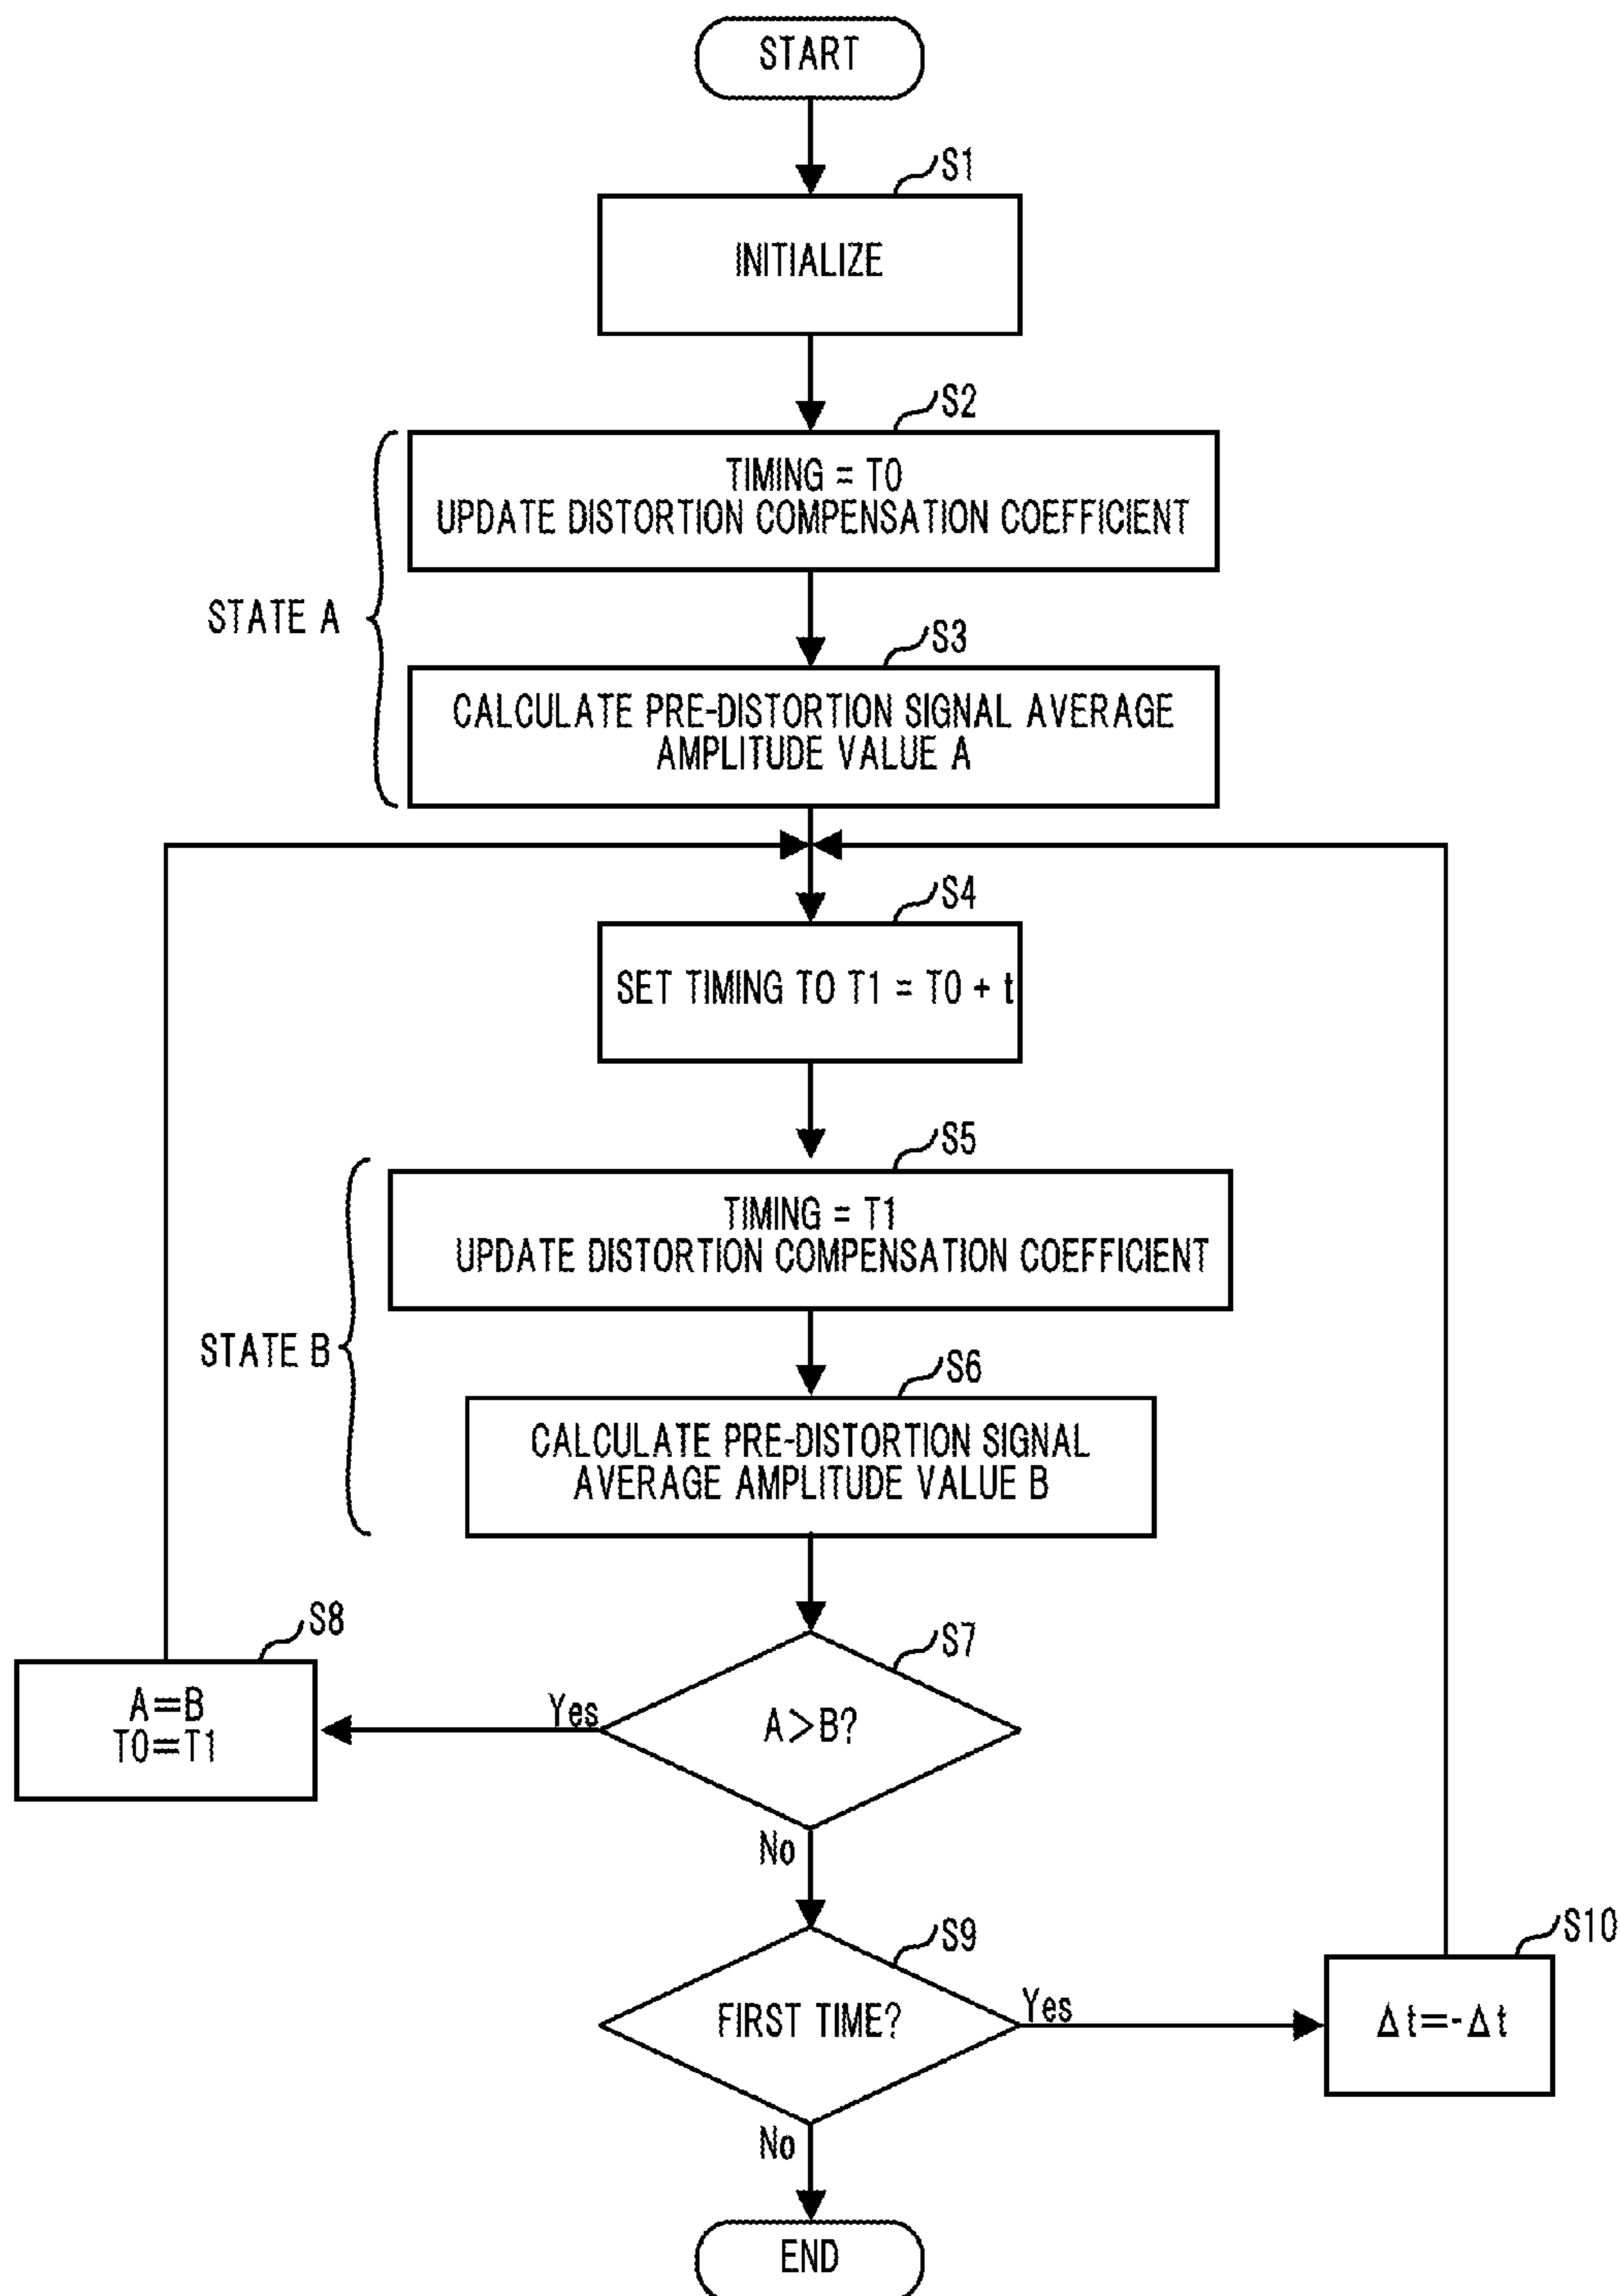 START
S1
INITIALIZE
S2
TIMING = T0
UPDATE DISTORTION COMPENSATION COEFFICIENT
STATE A
S3
CALCULATE PRE-DISTORTION SIGNAL AVERAGE
AMPLITUDE VALUE A
S4
SET TIMING TO T1 = T0 + t
S5
TIMING = T1
UPDATE DISTORTION COMPENSATION COEFFICIENT
STATE B
S6
CALCULATE PRE-DISTORTION SIGNAL
AVERAGE AMPLITUDE VALUE B
S7
A>B?
Yes
S8
A=B
T0=T1
No
S9
FIRST TIME?
Yes
S10
Δt=-Δt
No
END